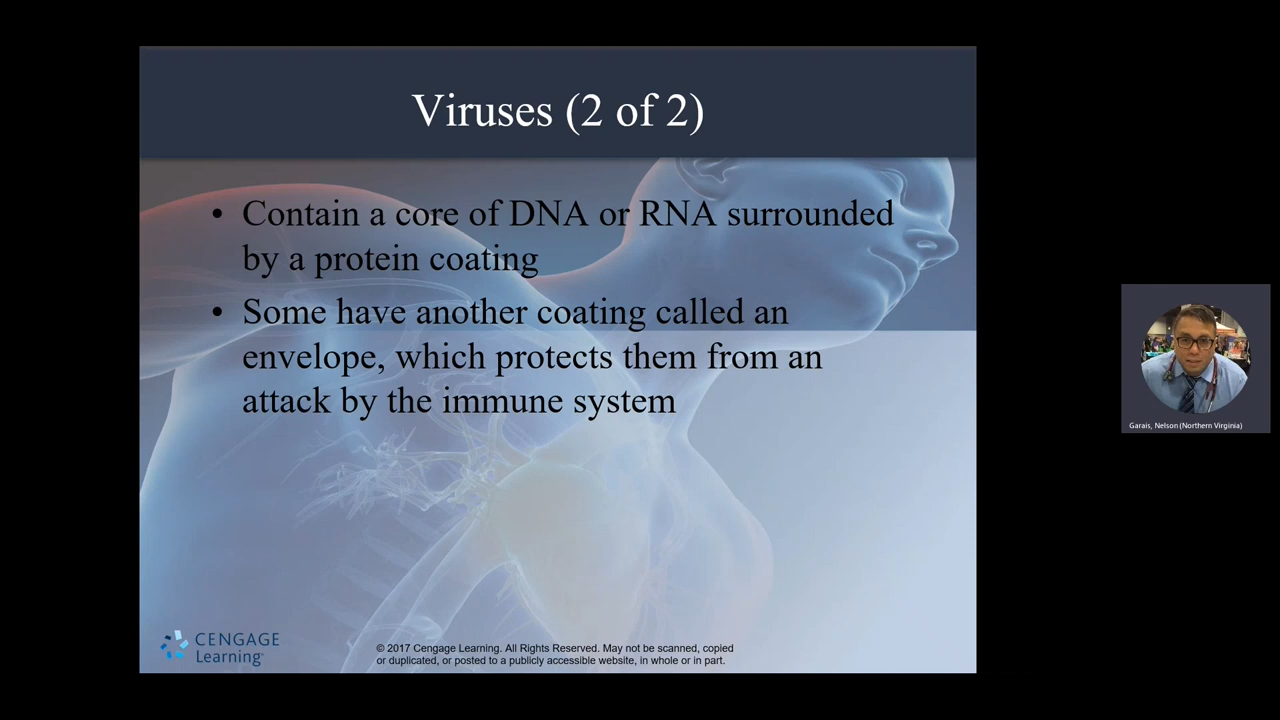 Viruses (2 of 2)
• Contain a core of DNA or RNA surrounded
by a protein coating
• Some have another coating called an
envelope, which protects them from an
attack by the immune system
Garais, Nelson (Northern Virginia)
CENGAGE
Learning
© 2017 Cengage Learning. All Rights Reserved. May not be scanned, copied
or duplicated, or posted to a publicly accessible website, in whole or in part.